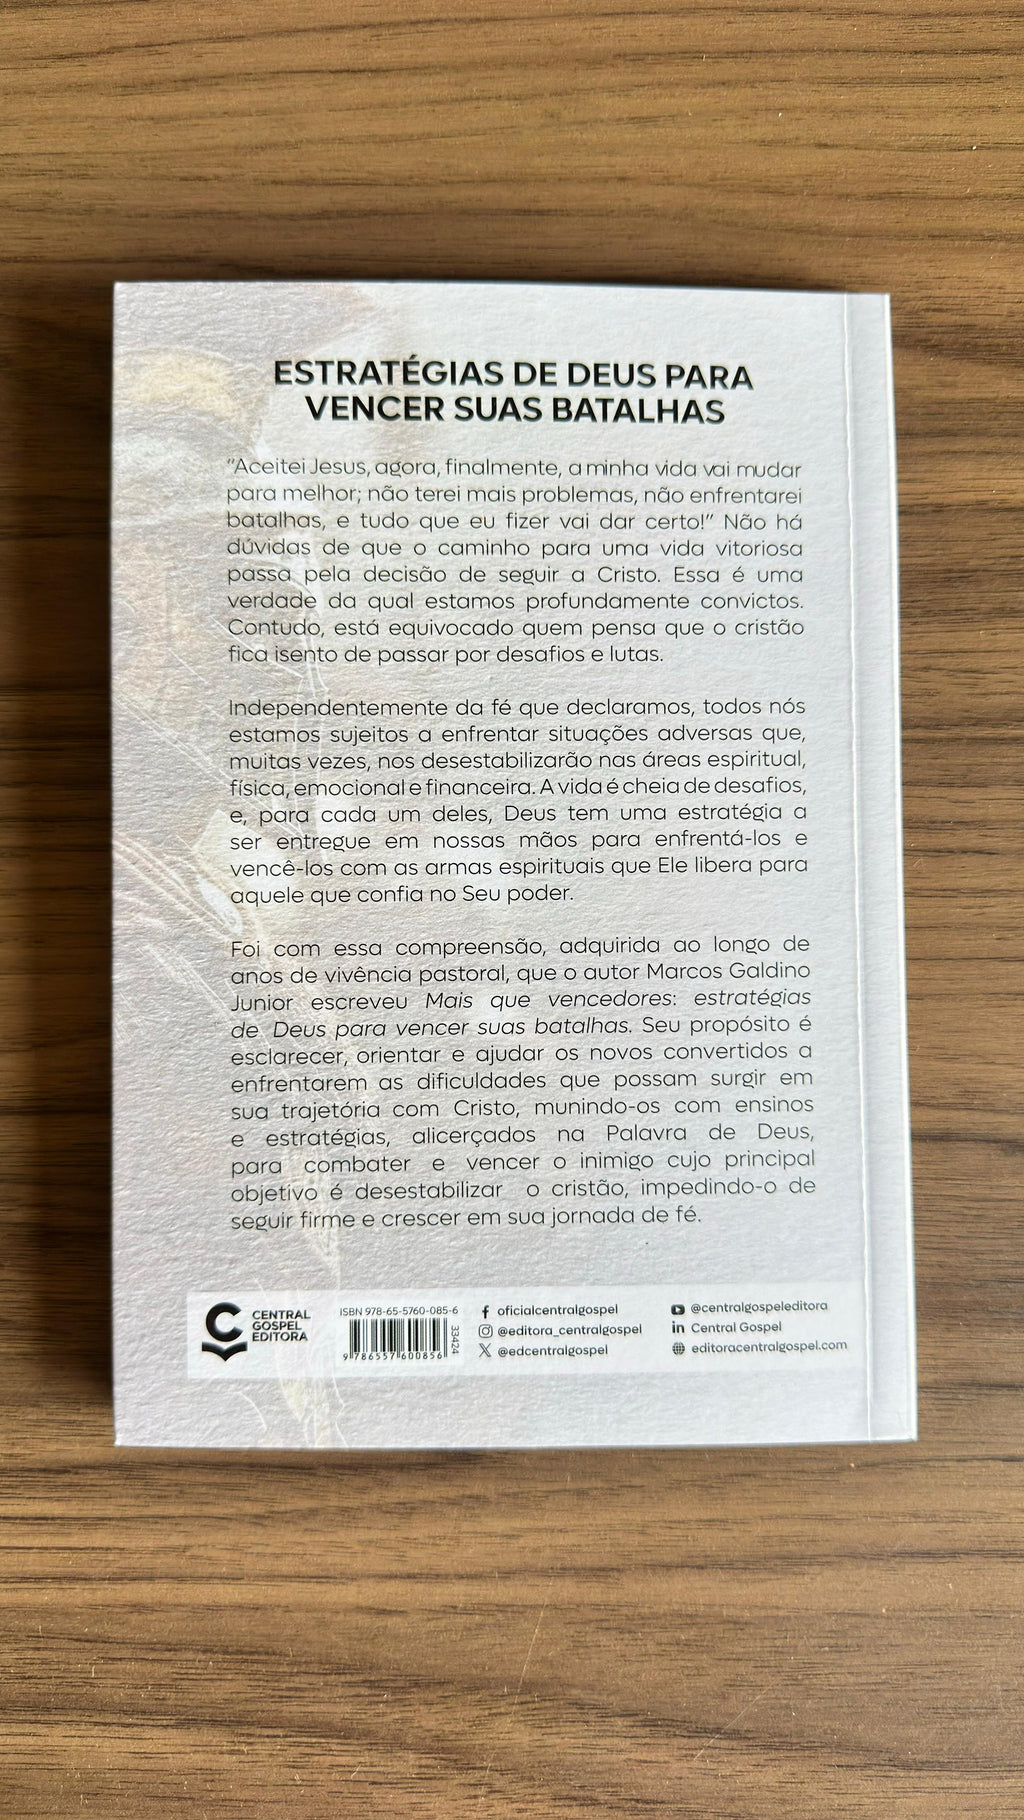 ESTRATÉGIAS DE DEUS PARA
VENCER SUAS BATALHAS
"Aceitei Jesus, agora, finalmente, a minha vida vai mudar
para melhor; não terei mais problemas, não enfrentarei
batalhas, e tudo que eu fizer vai dar certo!" Não há
dúvidas de que o caminho para uma vida vitoriosa
passa pela decisão de seguir a Cristo. Essa é uma
verdade da qual estamos profundamente convictos.
Contudo, está equivocado quem pensa que o cristão
fica isento de passar por desafios e lutas.
Independentemente da fé que declaramos, todos nós
estamos sujeitos a enfrentar situações adversas que,
muitas vezes, nos desestabilizarão nas áreas espiritual,
física, emocional e financeira. A vida é cheia de desafios,
e, para cada um deles, Deus tem uma estratégia a
ser entregue em nossas mãos para enfrentá-los e
vencê-los com as armas espirituais que Ele libera para
aquele que confia no Seu poder.
Foi com essa compreensão, adquirida ao longo de
anos de vivência pastoral, que o autor Marcos Galdino
Junior escreveu Mais que vencedores: estratégias
de Deus para vencer suas batalhas. Seu propósito é
esclarecer, orientar e ajudar os novos convertidos a
enfrentarem as dificuldades que possam surgir em
sua trajetória com Cristo, munindo-os com ensinos
e estratégias, alicerçados na Palavra de Deus,
para combater e vencer o inimigo cujo principal
objetivo é desestabilizar o cristão, impedindo-o de
seguir firme e crescer em sua jornada de fé.
CENTRAL
GOSPEL
EDITORA
ISBN 978-65-5760-085-6
33424
9 786557 600856
oficialcentralgospel
@editora_centralgospel
@edcentralgospel
@centralgospeleditora
Central Gospel
editoracentralgospel.com